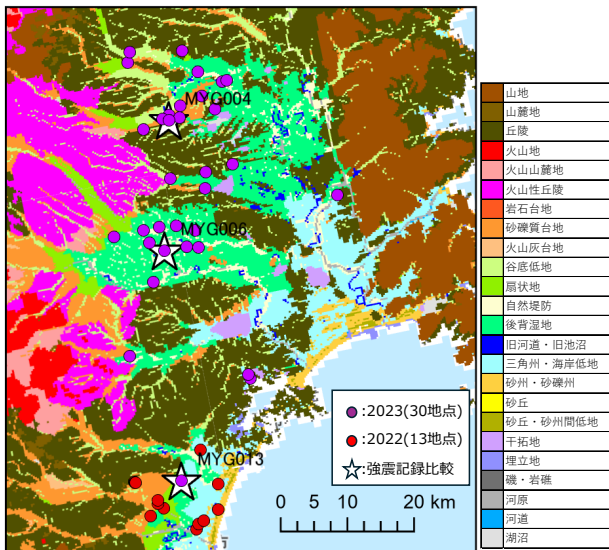 MYG004
MYG006
MYG013
:2023(30地点)
:2022(13地点)
:強震記録比較
0 5 10 20 km
山地
山麓地
丘陵
火山地
火山山麓地
火山性丘陵
岩石台地
砂礫質台地
火山灰台地
谷底低地
扇状地
自然堤防
後背湿地
旧河道・旧池沼
三角州・海岸低地
砂州・砂礫州
砂丘
砂丘・砂州間低地
干拓地
埋立地
磯・岩礁
河原
河道
湖沼